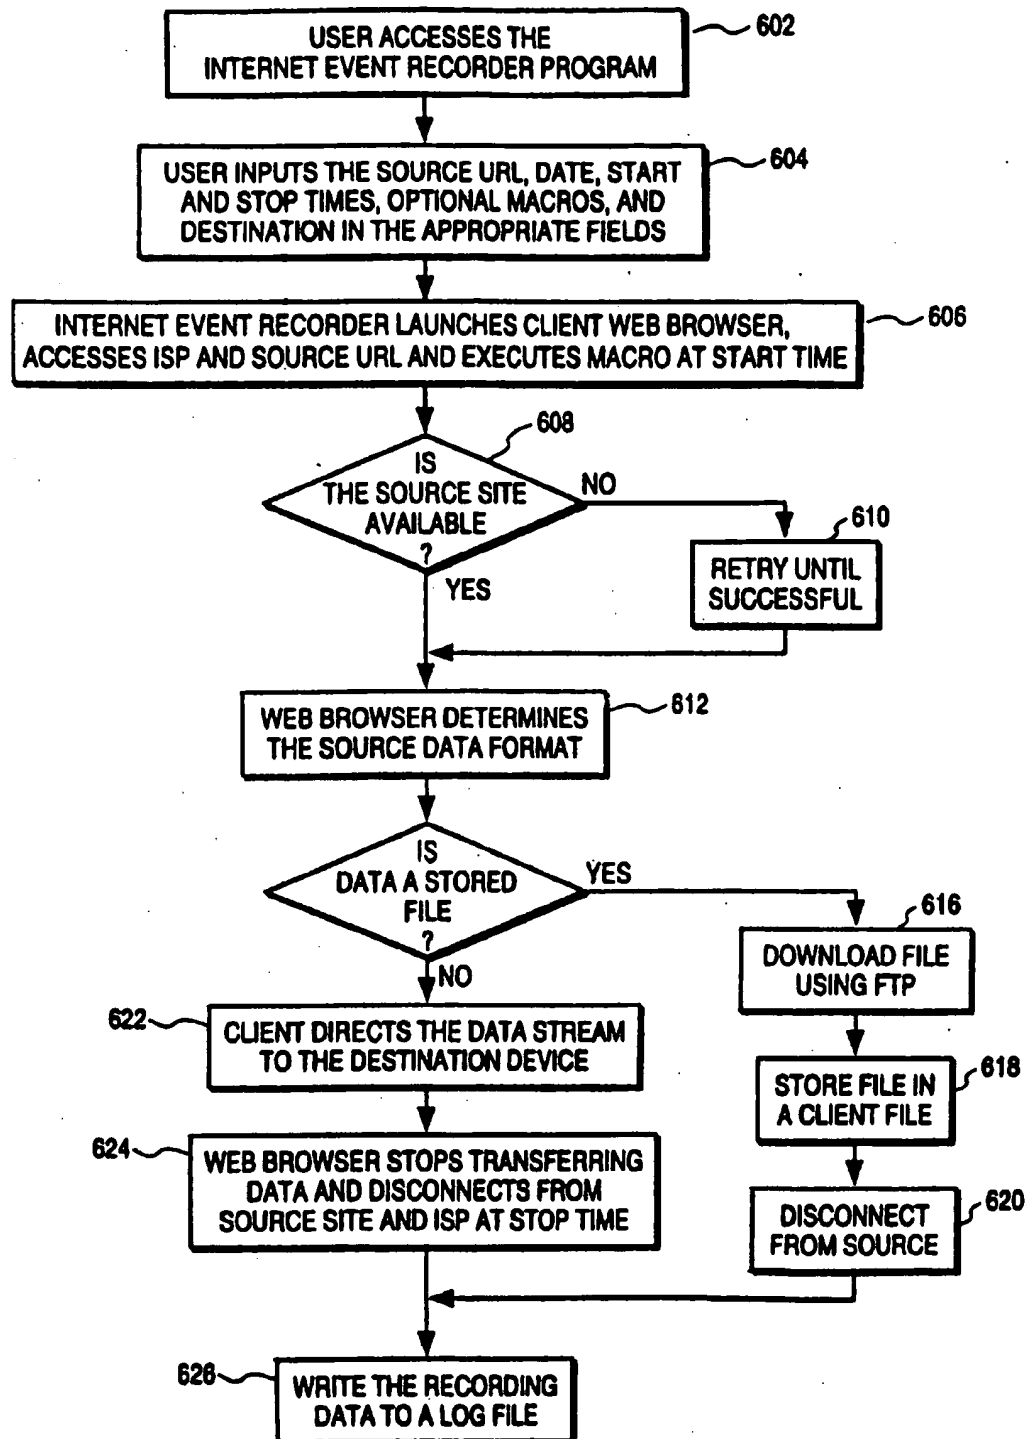 USER ACCESSES THE
INTERNET EVENT RECORDER PROGRAM
602
USER INPUTS THE SOURCE URL, DATE, START
AND STOP TIMES, OPTIONAL MACROS, AND
DESTINATION IN THE APPROPRIATE FIELDS
604
INTERNET EVENT RECORDER LAUNCHES CLIENT WEB BROWSER,
ACCESSES ISP AND SOURCE URL AND EXECUTES MACRO AT START TIME
606
608
IS
THE SOURCE SITE
AVAILABLE
?
NO
YES
610
RETRY UNTIL
SUCCESSFUL
WEB BROWSER DETERMINES
THE SOURCE DATA FORMAT
612
IS
DATA A STORED
FILE
?
YES
NO
616
DOWNLOAD FILE
USING FTP
622
CLIENT DIRECTS THE DATA STREAM
TO THE DESTINATION DEVICE
618
STORE FILE IN
A CLIENT FILE
624
WEB BROWSER STOPS TRANSFERRING
DATA AND DISCONNECTS FROM
SOURCE SITE AND ISP AT STOP TIME
620
DISCONNECT
FROM SOURCE
626
WRITE THE RECORDING
DATA TO A LOG FILE